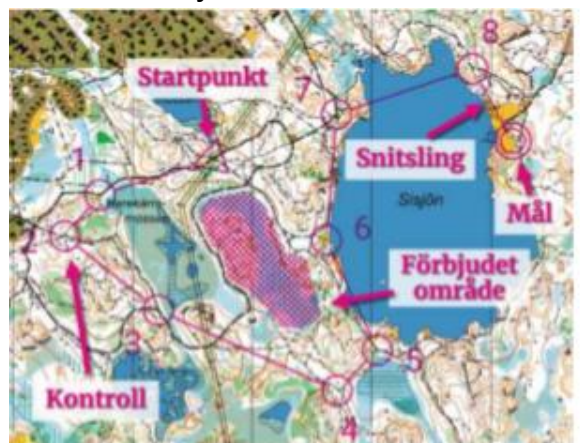 8
Startpunkt
7
Snitsling
1
Sisjön
Mål
2
6
Förbjudet
område
3
5
Kontroll
4